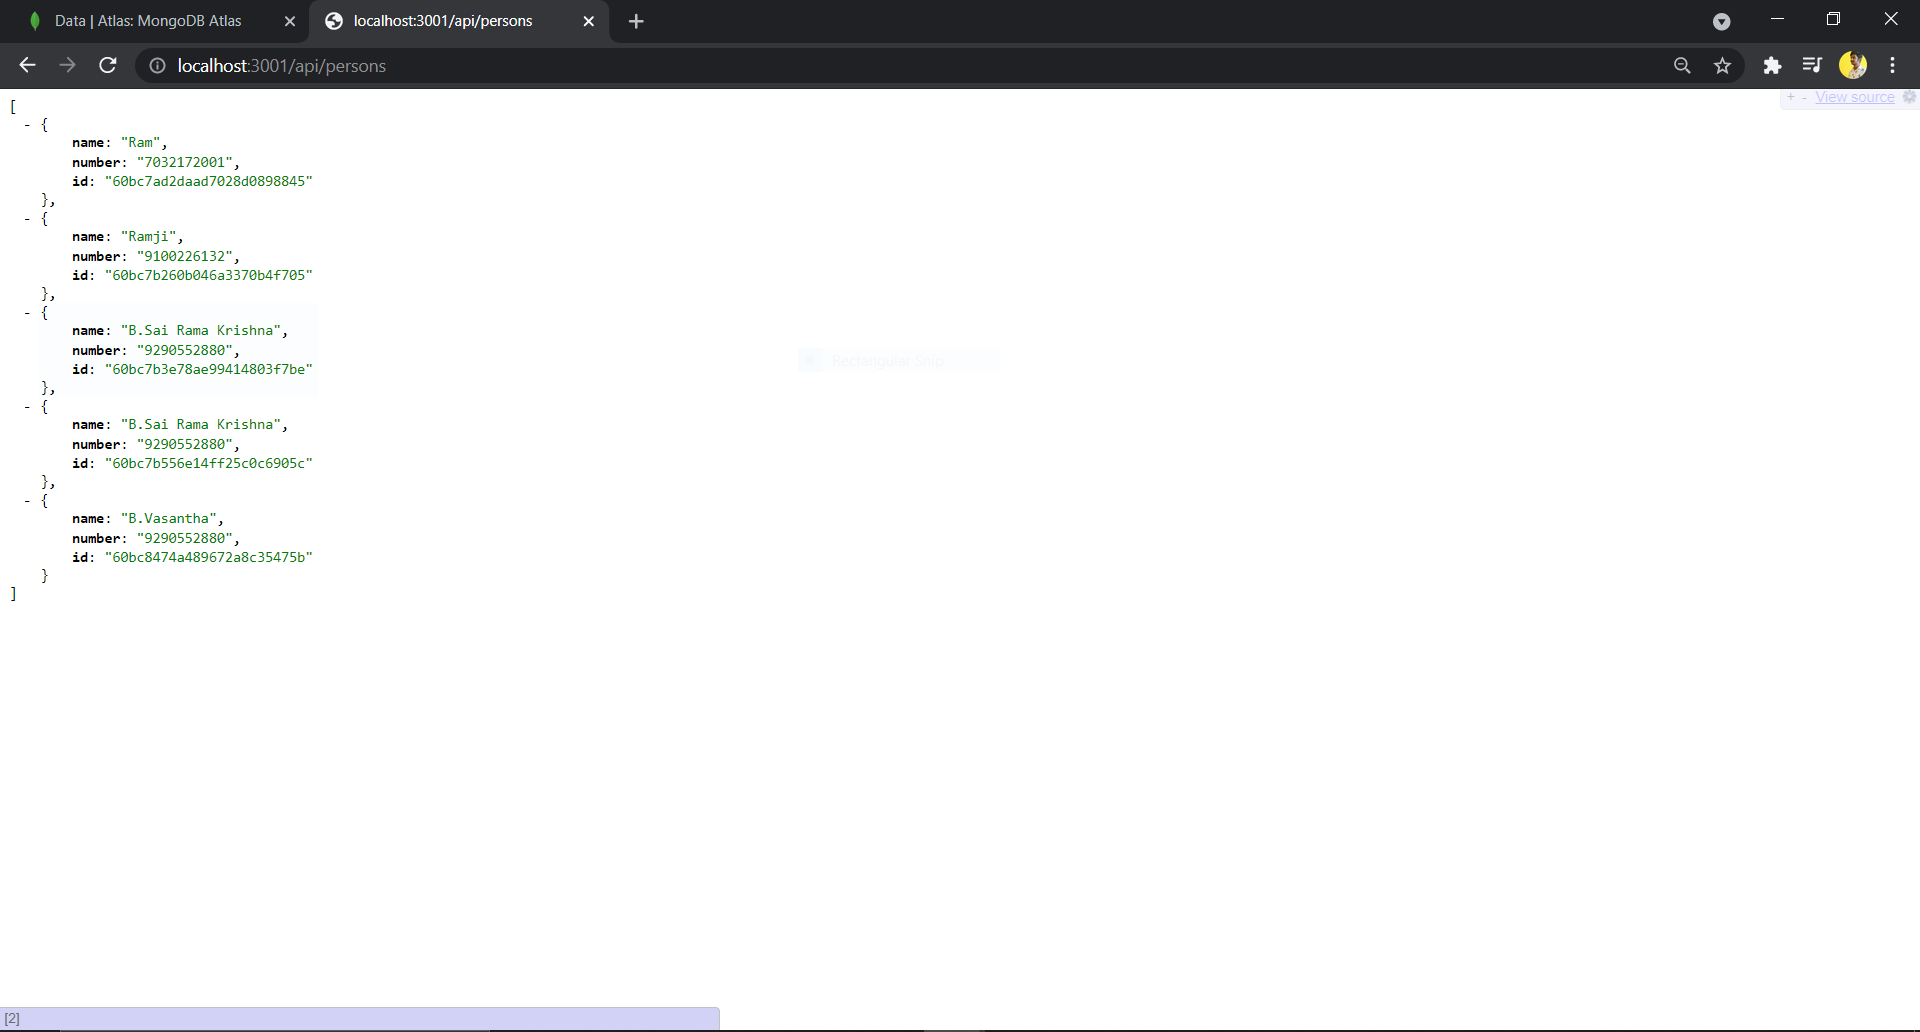 Data | Atlas: MongoDB Atlas
localhost:3001/api/persons
localhost:3001/api/persons
+ - View source
[
- {
name: "Ram",
number: "7032172001",
id: "60bc7ad2daad7028d0898845"
},
- {
name: "Ramji",
number: "9100226132",
id: "60bc7b260b046a3370b4f705"
},
- {
name: "B.Sai Rama Krishna",
number: "9290552880",
id: "60bc7b3e78ae99414803f7be"
},
Rectangular Snip
- {
name: "B.Sai Rama Krishna",
number: "9290552880",
id: "60bc7b556e14ff25c0c6905c"
},
- {
name: "B.Vasantha",
number: "9290552880",
id: "60bc8474a489672a8c35475b"
}
]
[2]